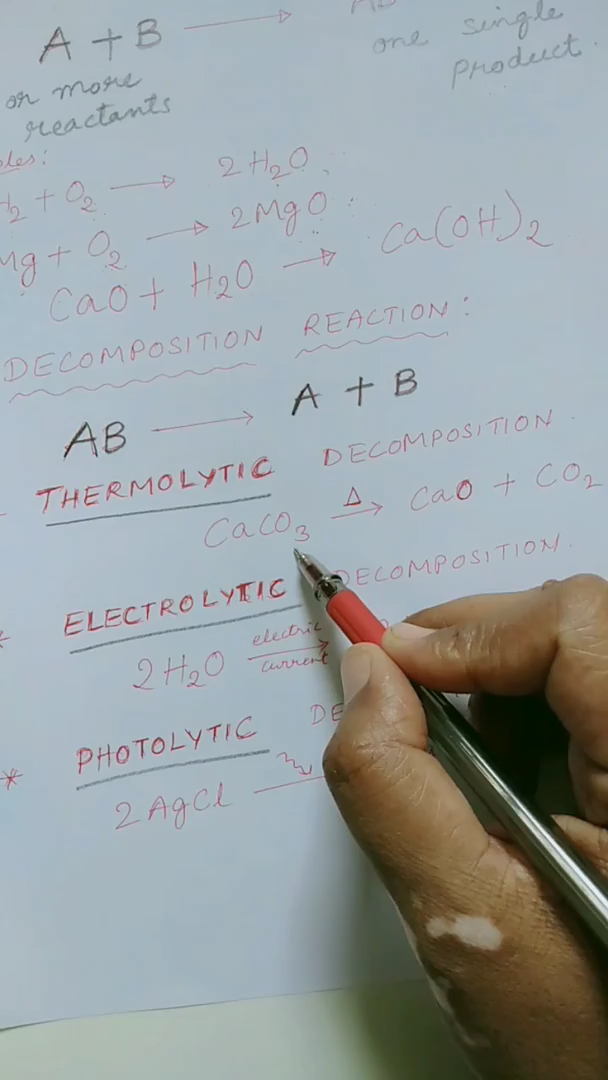 A + B ⟶
one single
product.
or more
reactants
+ O₂ ⟶ 2H₂O
Mg + O₂ ⟶ 2MgO
CaO + H₂O ⟶ Ca(OH)₂
DECOMPOSITION REACTION:
AB ⟶ A + B
THERMOLYTIC DECOMPOSITION.
CaCO₃ —Δ→ CaO + CO₂
ELECTROLYTIC DECOMPOSITION.
2H₂O electric current ⟶
* PHOTOLYTIC DE
2AgCl